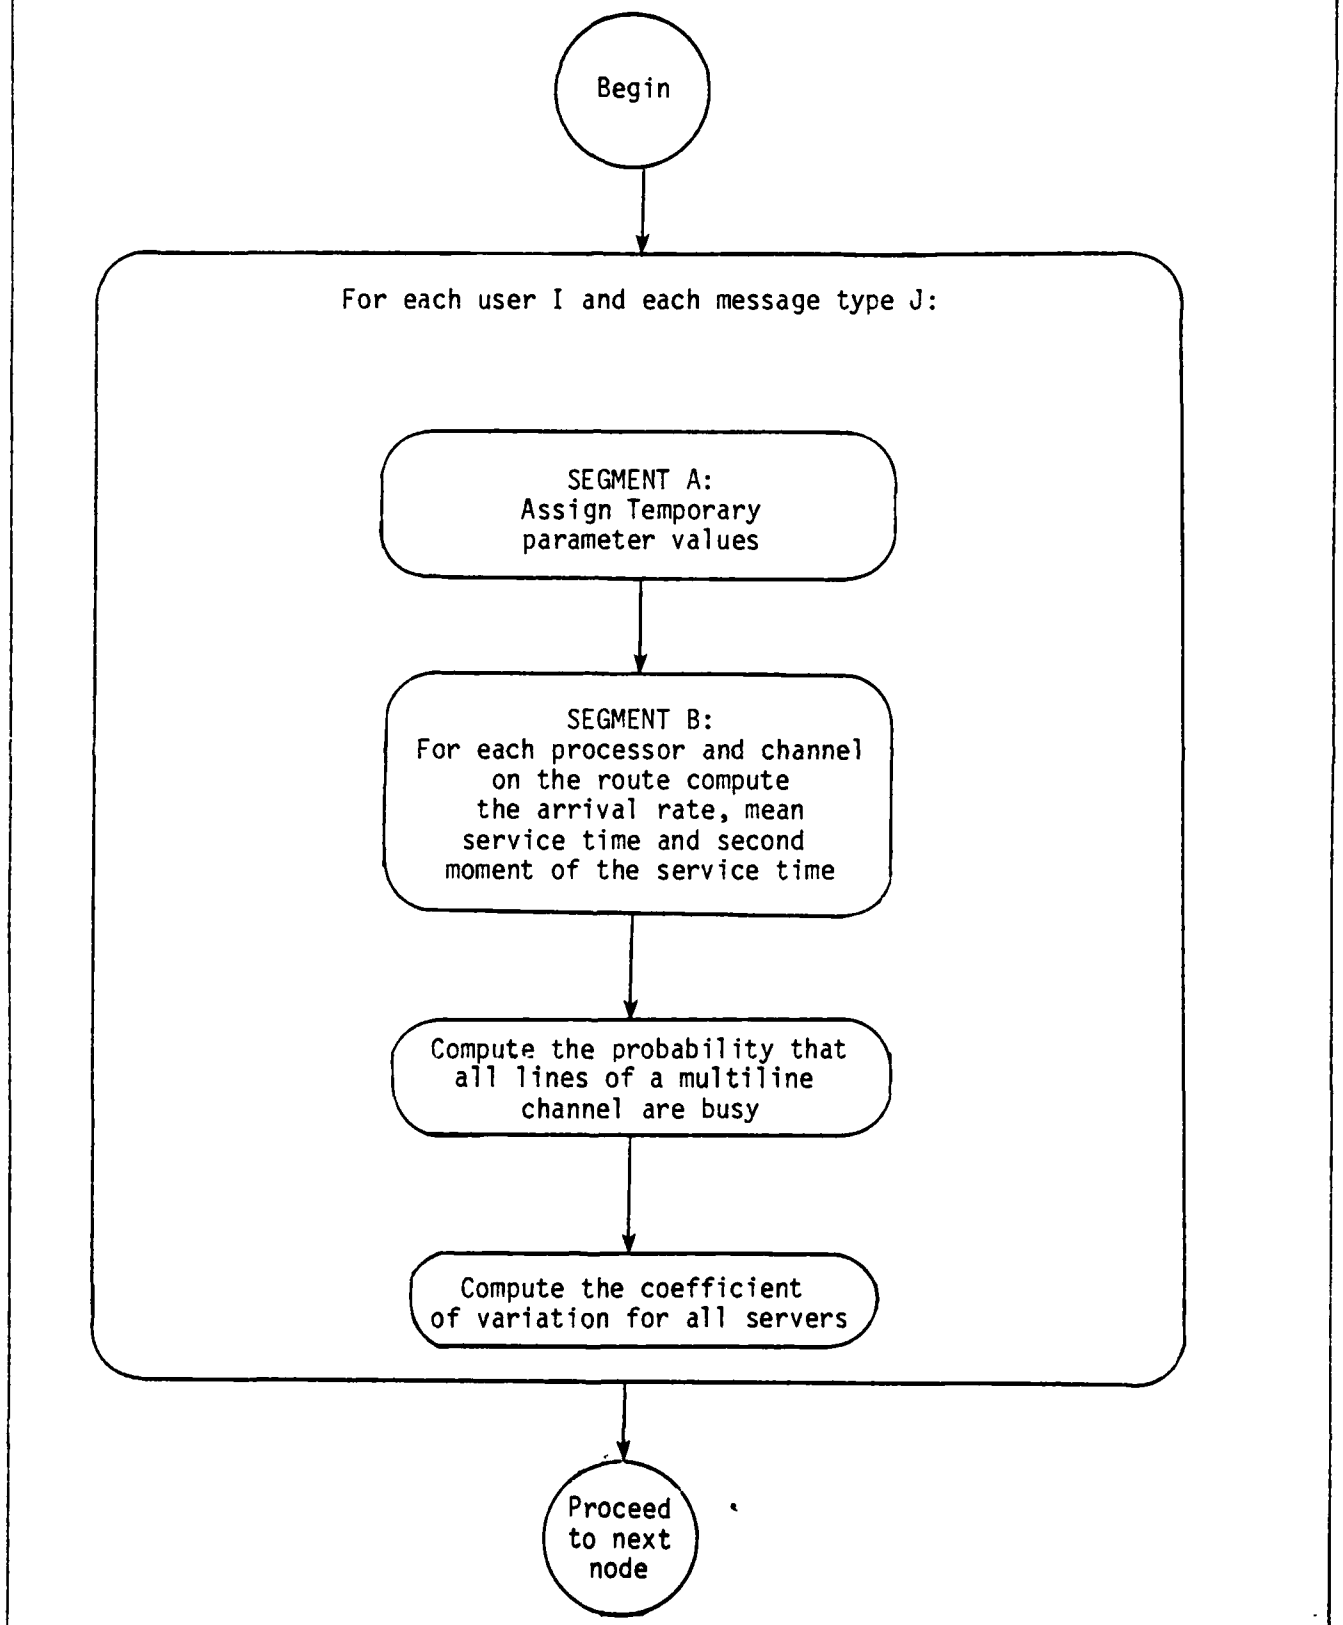 Begin
For each user I and each message type J:
SEGMENT A:
Assign Temporary
parameter values
SEGMENT B:
For each processor and channel
on the route compute
the arrival rate, mean
service time and second
moment of the service time
Compute the probability that
all lines of a multiline
channel are busy
Compute the coefficient
of variation for all servers
Proceed
to next
node